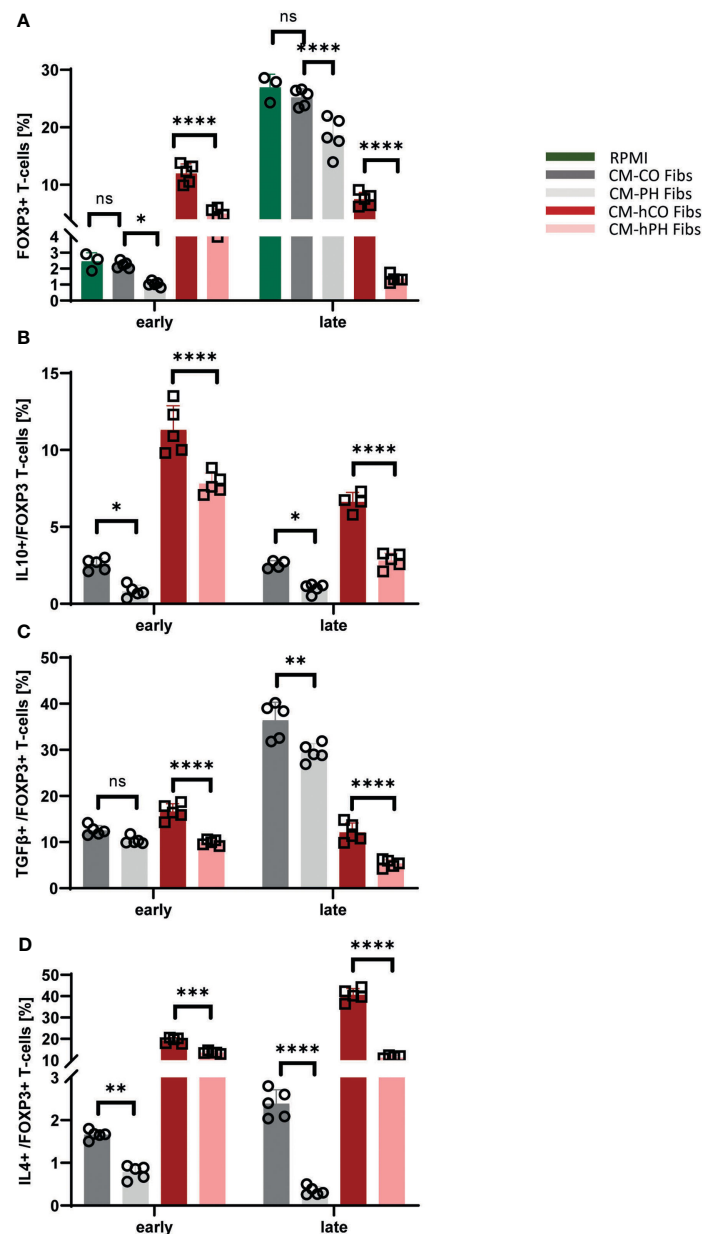 A
ns
****
30
****
****
20
ns
*
10
4
3
2
1
0
FOXP3+ T-cells [%]
early
late
RPMI
CM-CO Fibs
CM-PH Fibs
CM-hCO Fibs
CM-hPH Fibs
B
****
15
****
10
*
*
5
0
IL10+/FOXP3 T-cells [%]
early
late
C
50
**
40
30
ns
****
****
20
10
0
TGFβ+ /FOXP3+ T-cells [%]
early
late
D
****
50
***
40
30
****
20
10
3
**
2
1
0
IL4+ /FOXP3+ T-cells [%]
early
late